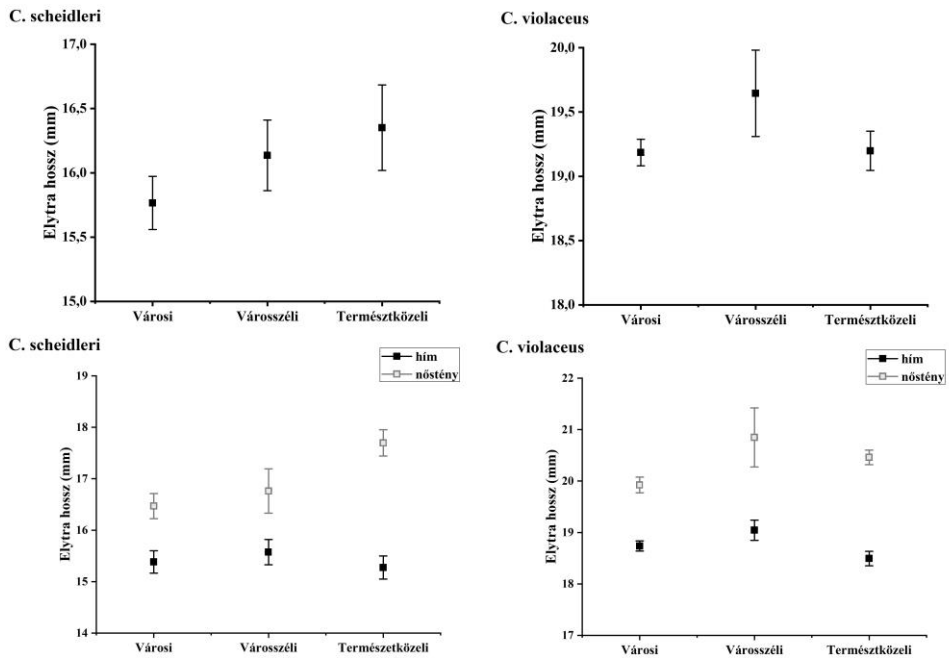 C. scheidleri
17,0
16,5
16,0
15,5
15,0
Elytra hossz (mm)
Városi
Városszéli
Természtközeli
C. violaceus
20,0
19,5
19,0
18,5
18,0
Elytra hossz (mm)
Városi
Városszéli
Természtközeli
C. scheidleri
hím
nőstény
19
18
17
16
15
14
Elytra hossz (mm)
Városi
Városszéli
Természetközeli
C. violaceus
hím
nőstény
22
21
20
19
18
17
Elytra hossz (mm)
Városi
Városszéli
Természtközeli